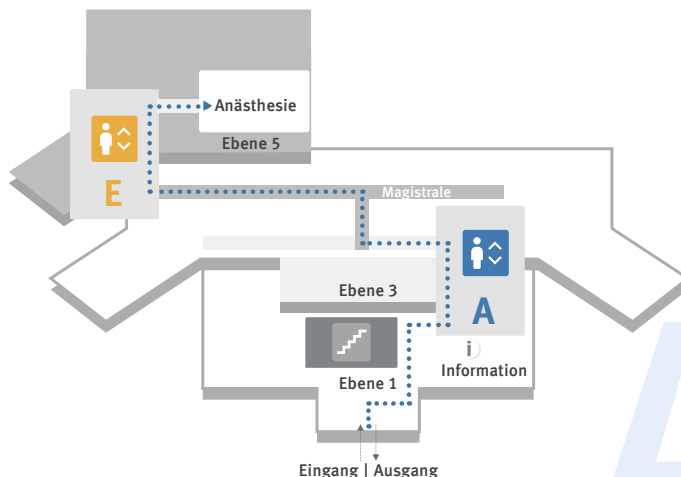 Anästhesie
Ebene 5
E
Magistrale
Ebene 3
A
i
Information
Ebene 1
Eingang | Ausgang